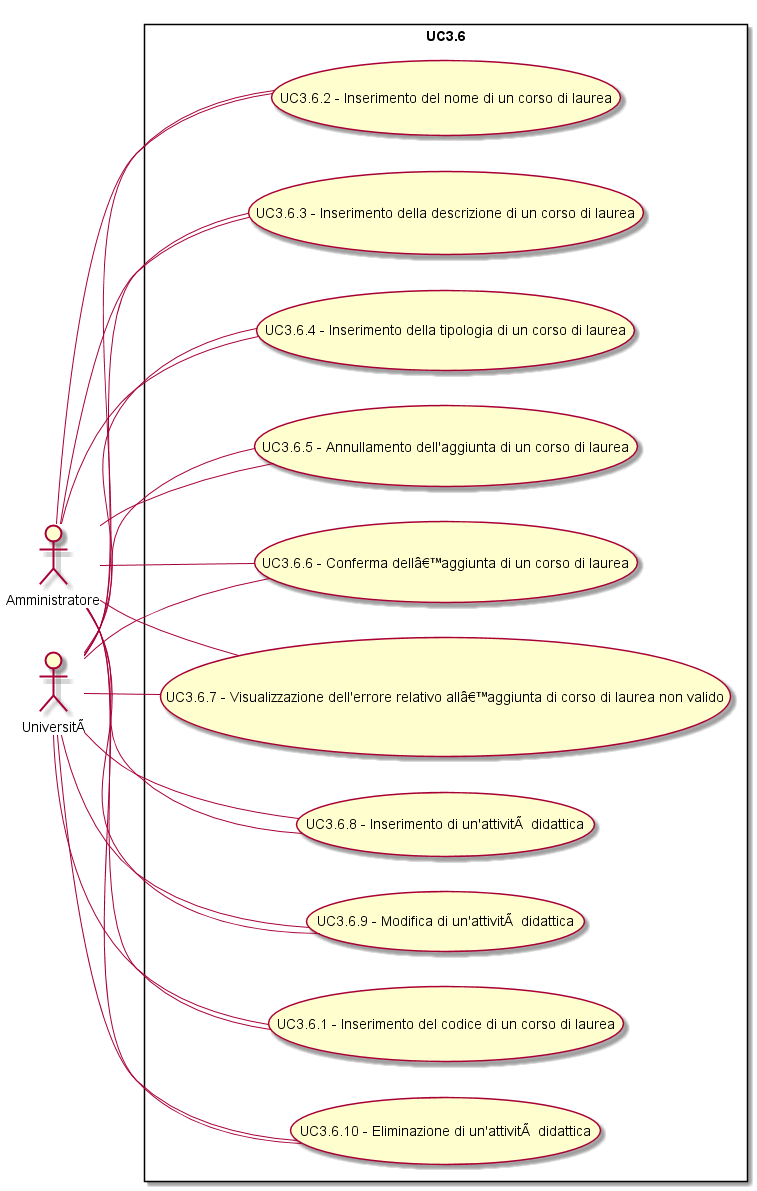 UC3.6
UC3.6.2 - Inserimento del nome di un corso di laurea
UC3.6.3 - Inserimento della descrizione di un corso di laurea
UC3.6.4 - Inserimento della tipologia di un corso di laurea
UC3.6.5 - Annullamento dell'aggiunta di un corso di laurea
UC3.6.6 - Conferma dellâ€™aggiunta di un corso di laurea
Amministratore
UC3.6.7 - Visualizzazione dell'errore relativo allâ€™aggiunta di corso di laurea non valido
UniversitÃ
UC3.6.8 - Inserimento di un'attivitÃ  didattica
UC3.6.9 - Modifica di un'attivitÃ  didattica
UC3.6.1 - Inserimento del codice di un corso di laurea
UC3.6.10 - Eliminazione di un'attivitÃ  didattica